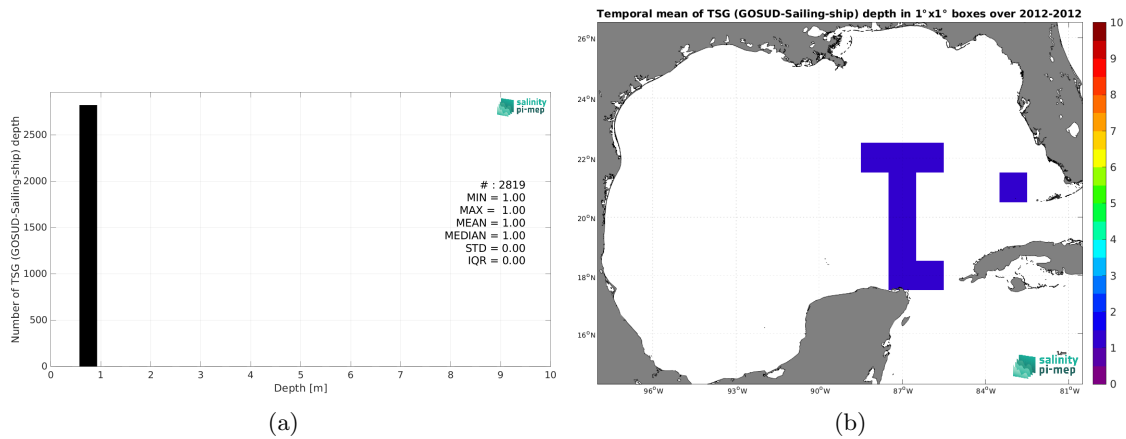 Number of TSG (GOSUD-Sailing-ship) depth
2500
2000
1500
1000
500
0
0 1 2 3 4 5 6 7 8 9 10
Depth [m]
salinity
pi-mep
# : 2819
MIN = 1.00
MAX = 1.00
MEAN = 1.00
MEDIAN = 1.00
STD = 0.00
IQR = 0.00
(a)
Temporal mean of TSG (GOSUD-Sailing-ship) depth in 1°x1° boxes over 2012-2012
26°N
24°N
22°N
20°N
18°N
16°N
96°W 93°W 90°W 87°W 84°W 81°W
salinity
pi-mep
10
9
8
7
6
5
4
3
2
1
0
(b)